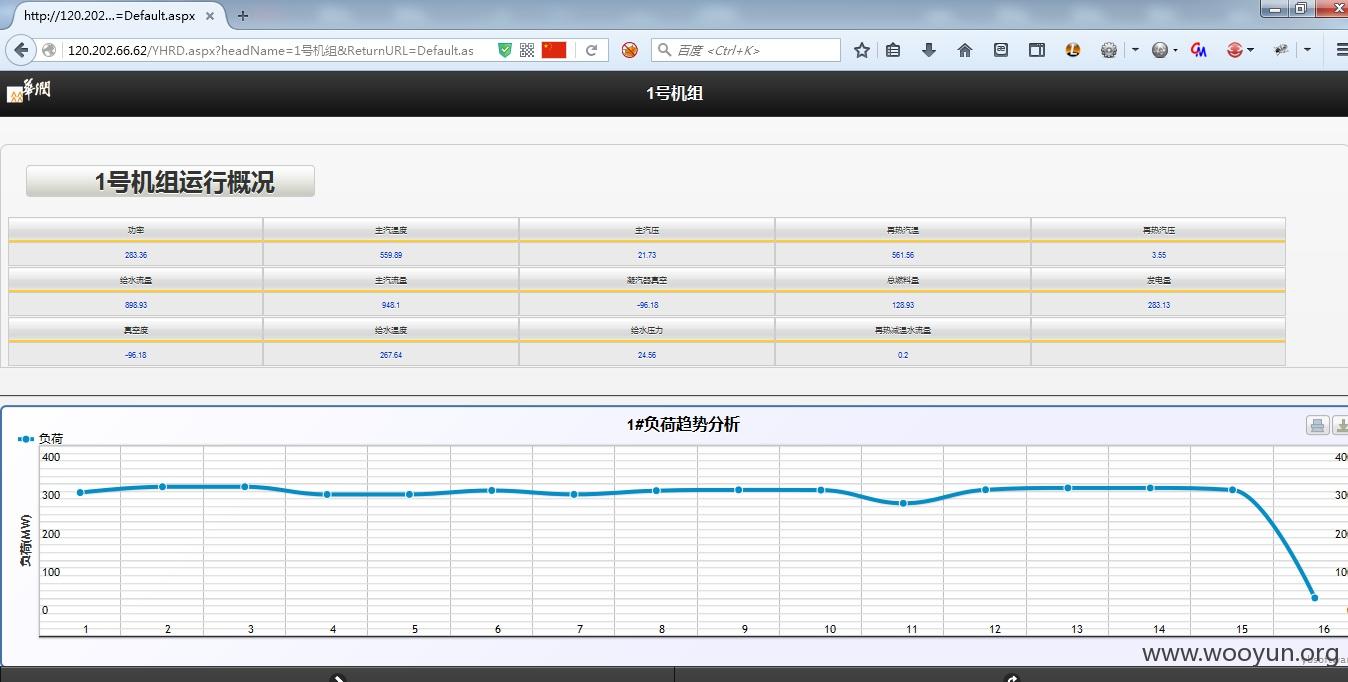 http://120.202...=Default.aspx
120.202.66.62/YHRD.aspx?headName=1号机组&ReturnURL=Default.as
百度 <Ctrl+K>
華潤
1号机组
1号机组运行概况
功率 主汽温度 主汽压 再热汽温 再热汽压
283.36 559.89 21.73 561.56 3.55
给水流量 主汽流量 凝汽器真空 总燃料量 发电量
898.93 948.1 -96.18 128.93 283.13
真空度 给水温度 给水压力 再热减温水流量
-96.18 267.64 24.56 0.2
1#负荷趋势分析
负荷
负荷(MW)
400 40
300 30
200 20
100 10
0
1 2 3 4 5 6 7 8 9 10 11 12 13 14 15 16
www.wooyun.org